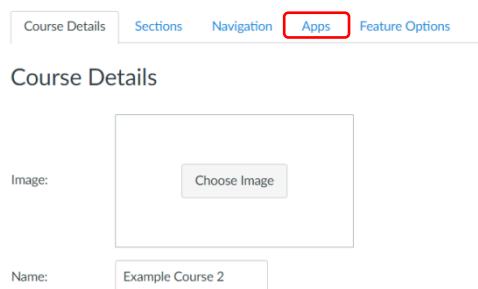 Course Details Sections Navigation Apps Feature Options
Course Details
Image: Choose Image
Name: Example Course 2